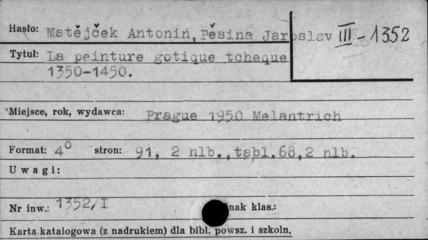 Hasło: Matějček Antonin, Pěsina Jaroslav III-1352
Tytuł: La peinture gotique tcheque
1350-1450.
Miejsce, rok, wydawca: Prague 1950 Melantrich
Format: 4° stron: 91, 2 nlb., tabl.68,2 nlb.
Uwagi:
Nr inw.: 1352/I nak klas.:
Karta katalogowa (z nadrukiem) dla bibl. powsz. i szkoln.